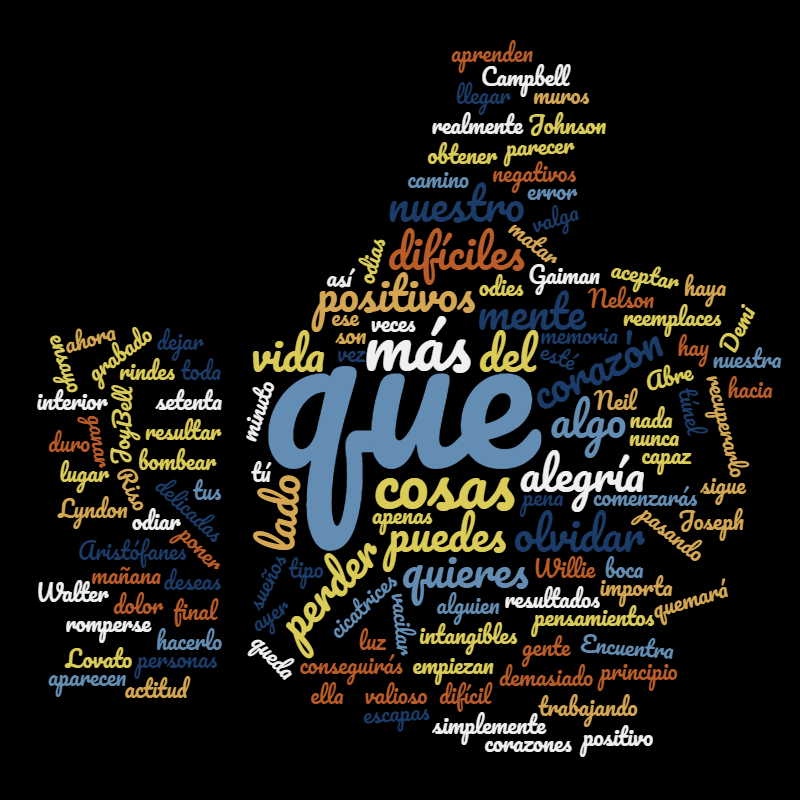 aprenden
Campbell
llegar muros
realmente Johnson
obtener parecer
camino negativos
nuestro error
valga
difíciles matar
odias
así Gaiman aceptar haya
positivos odies Nelson
ese mente reemplaces Demi
son veces memoria
ensayo ahora grabado dejar
vida vez más del esté corazón hay nuestra
rindes toda
interior JoyBell setenta
minuto que Abre túnel hacia
algo Neil nada recuperarlo
duro ganar resultar
nunca
lugar bombear
tú alegría capaz
Riso delicadas tus
lado cosas pena comenzarás sigue
Lyndon odiar
apenas pasando Joseph
Aristófanes poner
puedes olvidar
mañana deseas
sueños tipo perder quieres Willie boca
Walter dolor final
ayer cicatrices vacilar alguien resultados importa quemará
romperse
pensamientos
hacerlo
queda luz intangibles gente Encuentra
Lovato personas
conseguirás empiezan demasiado principio
aparecen actitud
ella valioso difícil
trabajando
escapas simplemente
corazones positivo